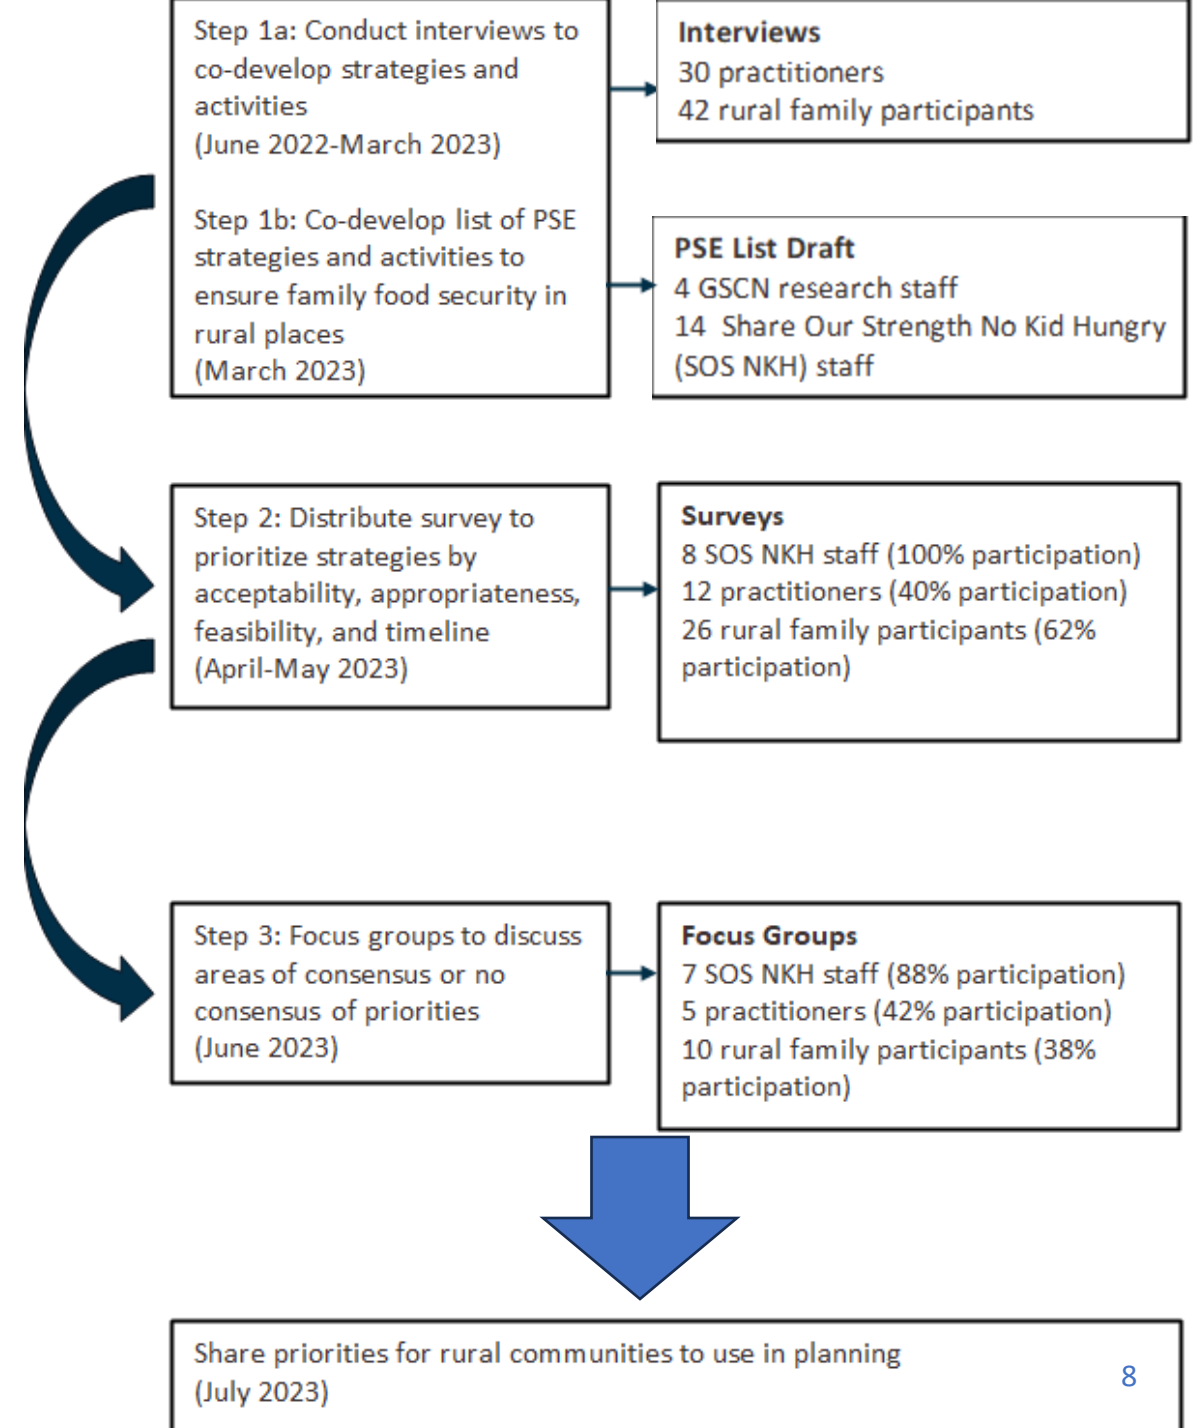 Step 1a: Conduct interviews to
co-develop strategies and
activities
(June 2022-March 2023)
Step 1b: Co-develop list of PSE
strategies and activities to
ensure family food security in
rural places
(March 2023)
Interviews
30 practitioners
42 rural family participants
PSE List Draft
4 GSCN research staff
14 Share Our Strength No Kid Hungry
(SOS NKH) staff
Step 2: Distribute survey to
prioritize strategies by
acceptability, appropriateness,
feasibility, and timeline
(April-May 2023)
Surveys
8 SOS NKH staff (100% participation)
12 practitioners (40% participation)
26 rural family participants (62%
participation)
Step 3: Focus groups to discuss
areas of consensus or no
consensus of priorities
(June 2023)
Focus Groups
7 SOS NKH staff (88% participation)
5 practitioners (42% participation)
10 rural family participants (38%
participation)
Share priorities for rural communities to use in planning
(July 2023)
8